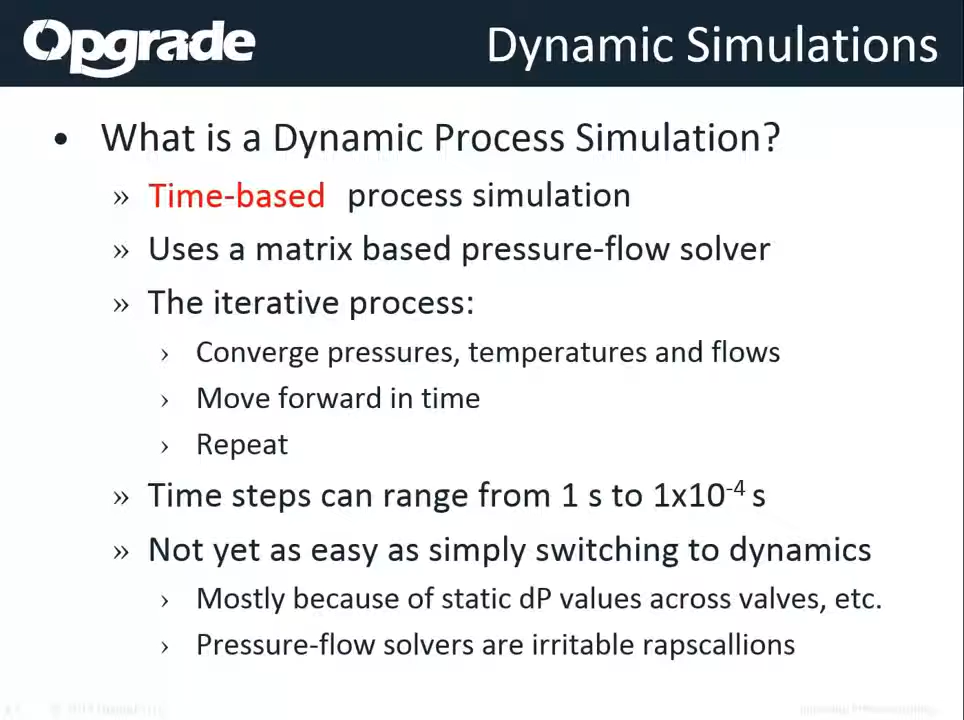 Opgrade
Dynamic Simulations
• What is a Dynamic Process Simulation?
» Time-based process simulation
» Uses a matrix based pressure-flow solver
» The iterative process:
› Converge pressures, temperatures and flows
› Move forward in time
› Repeat
» Time steps can range from 1 s to 1x10⁻⁴ s
» Not yet as easy as simply switching to dynamics
› Mostly because of static dP values across valves, etc.
› Pressure-flow solvers are irritable rapscallions